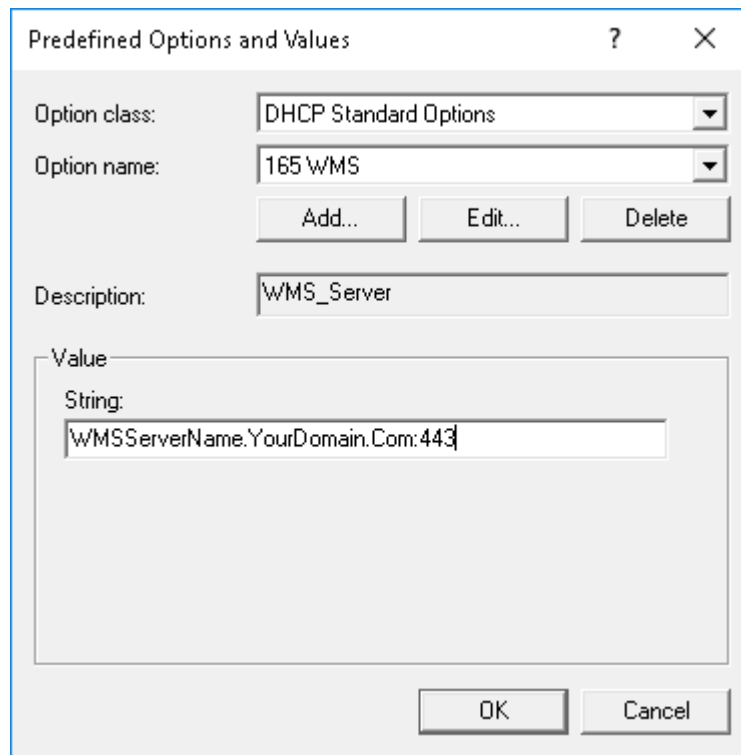 Predefined Options and Values
Option class: DHCP Standard Options
Option name: 165 WMS
Add... Edit... Delete
Description: WMS_Server
Value
String:
WMSServerName.YourDomain.Com:443
OK Cancel